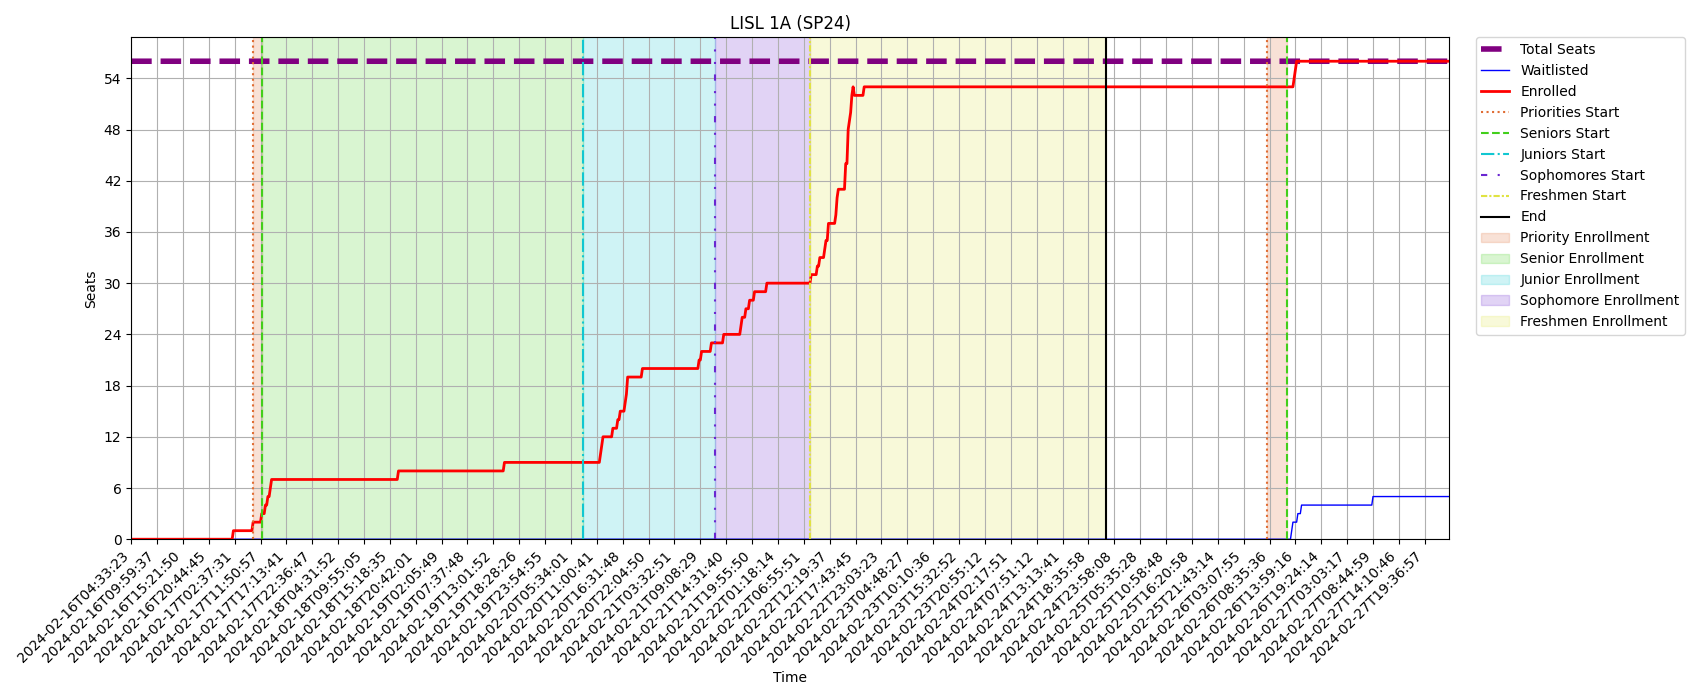 LISL 1A (SP24)
Total Seats
Waitlisted
Enrolled
Priorities Start
Seniors Start
Juniors Start
Sophomores Start
Freshmen Start
End
Priority Enrollment
Senior Enrollment
Junior Enrollment
Sophomore Enrollment
Freshmen Enrollment
Seats
54
48
42
36
30
24
18
12
6
0
2024-02-16T04:33:23
2024-02-16T09:59:37
2024-02-16T15:21:50
2024-02-16T20:44:45
2024-02-17T02:37:31
2024-02-17T11:50:57
2024-02-17T17:13:41
2024-02-17T22:36:47
2024-02-18T04:31:52
2024-02-18T09:55:05
2024-02-18T15:18:35
2024-02-18T20:42:01
2024-02-19T02:05:49
2024-02-19T07:37:48
2024-02-19T13:01:52
2024-02-19T18:28:26
2024-02-19T23:54:55
2024-02-20T05:34:01
2024-02-20T11:00:41
2024-02-20T16:31:48
2024-02-20T22:04:50
2024-02-21T03:32:51
2024-02-21T09:08:29
2024-02-21T14:31:40
2024-02-21T19:55:50
2024-02-22T01:18:14
2024-02-22T06:55:51
2024-02-22T12:19:37
2024-02-22T17:43:45
2024-02-22T23:03:23
2024-02-23T04:48:27
2024-02-23T10:10:36
2024-02-23T15:32:52
2024-02-23T20:55:12
2024-02-24T02:17:51
2024-02-24T07:51:12
2024-02-24T13:13:41
2024-02-24T18:35:58
2024-02-24T23:58:08
2024-02-25T05:35:28
2024-02-25T10:58:48
2024-02-25T16:20:58
2024-02-25T21:43:14
2024-02-26T03:07:55
2024-02-26T08:35:36
2024-02-26T13:59:16
2024-02-26T19:24:14
2024-02-27T03:03:17
2024-02-27T08:44:59
2024-02-27T14:10:46
2024-02-27T19:36:57
Time